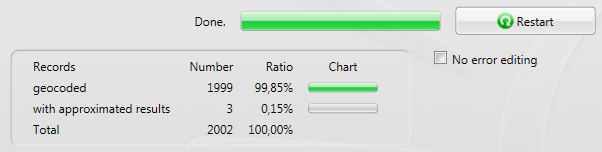 Done.
Restart
No error editing
Records Number Ratio Chart
geocoded 1999 99,85%
with approximated results 3 0,15%
Total 2002 100,00%